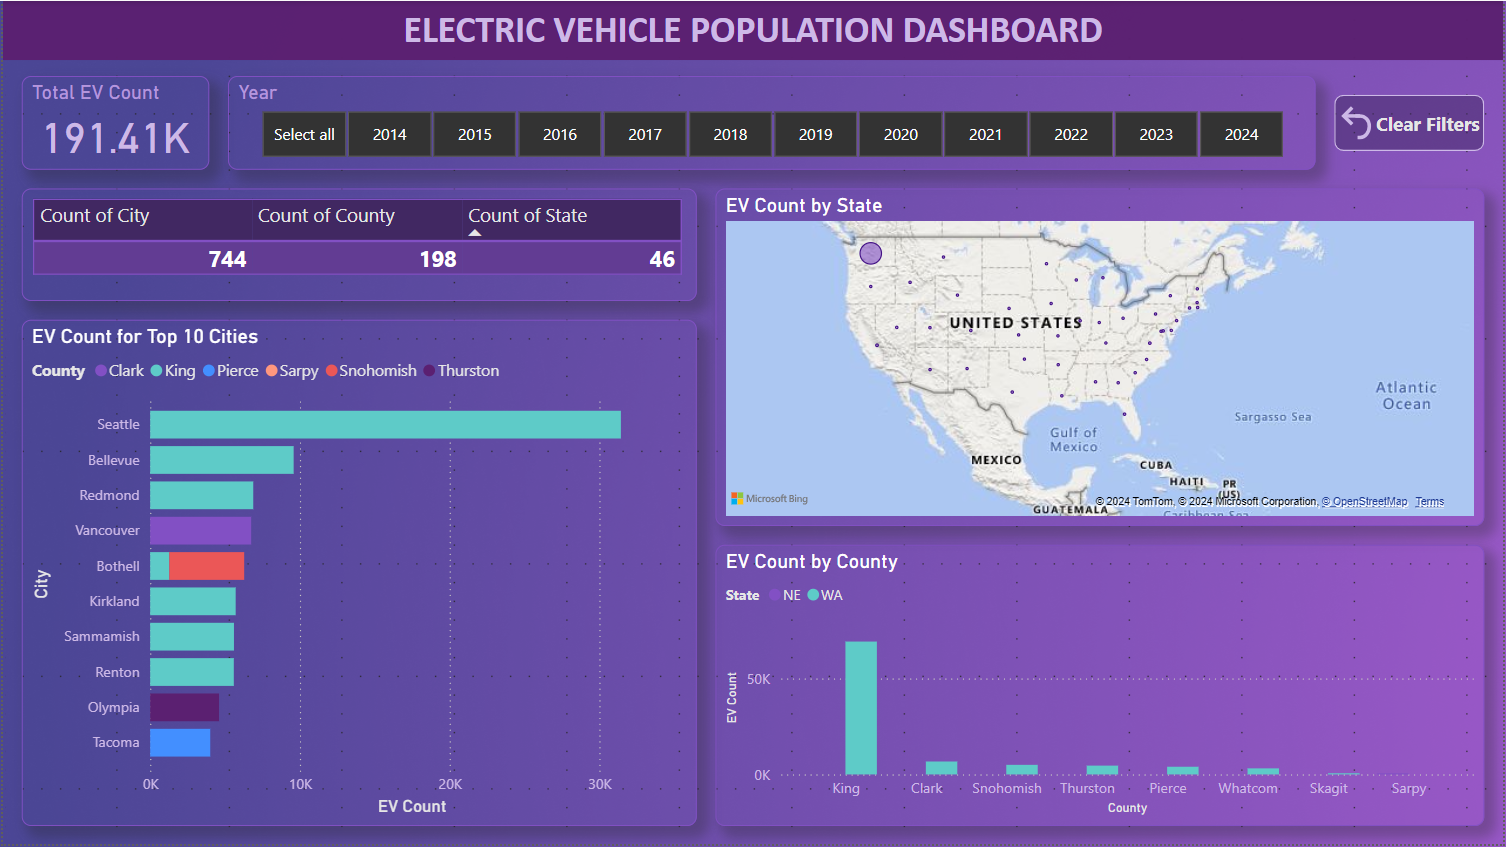 ELECTRIC VEHICLE POPULATION DASHBOARD
Total EV Count
191.41K
Year
Select all 2014 2015 2016 2017 2018 2019 2020 2021 2022 2023 2024
Clear Filters
Count of City Count of County Count of State
744 198 46
EV Count for Top 10 Cities
County Clark King Pierce Sarpy Snohomish Thurston
City
Seattle
Bellevue
Redmond
Vancouver
Bothell
Kirkland
Sammamish
Renton
Olympia
Tacoma
0K 10K 20K 30K
EV Count
EV Count by State
UNITED STATES
Atlantic
Ocean
Sargasso Sea
Gulf of
Mexico
MEXICO
CUBA
HAITI
PR
(US)
GUATEMALA
Caribbean Sea
Microsoft Bing
© 2024 TomTom, © 2024 Microsoft Corporation, © OpenStreetMap Terms
EV Count by County
State NE WA
EV Count
50K
0K
King Clark Snohomish Thurston Pierce Whatcom Skagit Sarpy
County